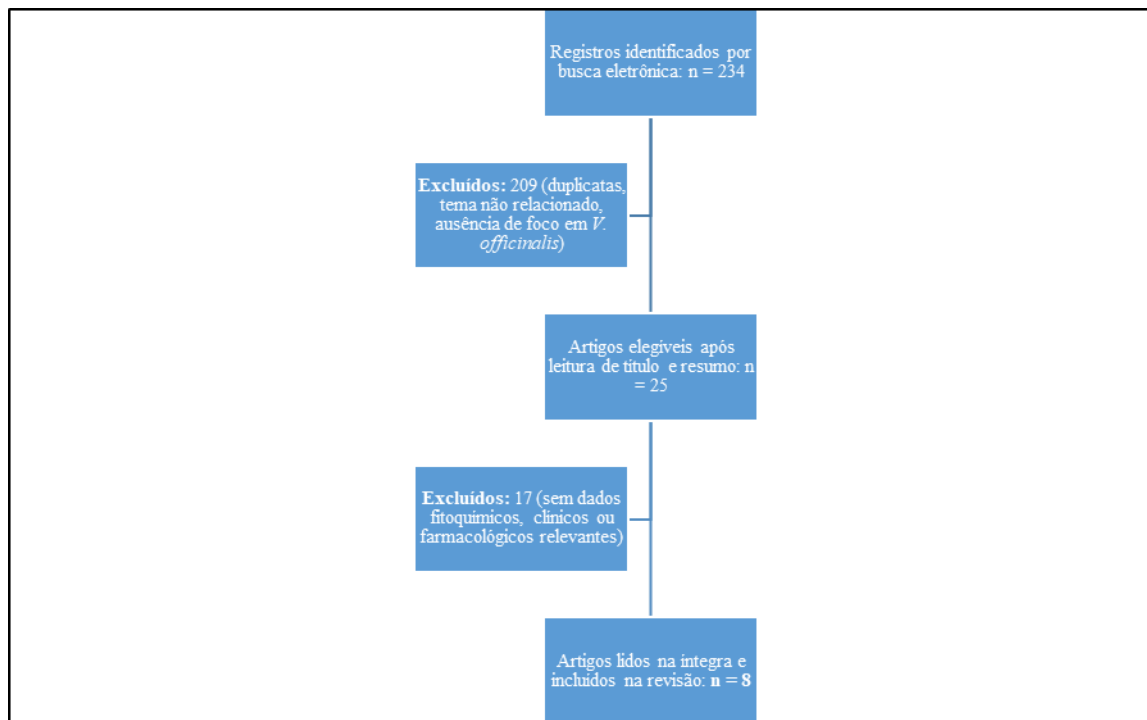 Registros identificados por
busca eletrônica: n = 234
Excluídos: 209 (duplicatas,
tema não relacionado,
ausência de foco em V.
officinalis)
Artigos elegíveis após
leitura de título e resumo: n
= 25
Excluídos: 17 (sem dados
fitoquímicos, clínicos ou
farmacológicos relevantes)
Artigos lidos na íntegra e
incluídos na revisão: n = 8